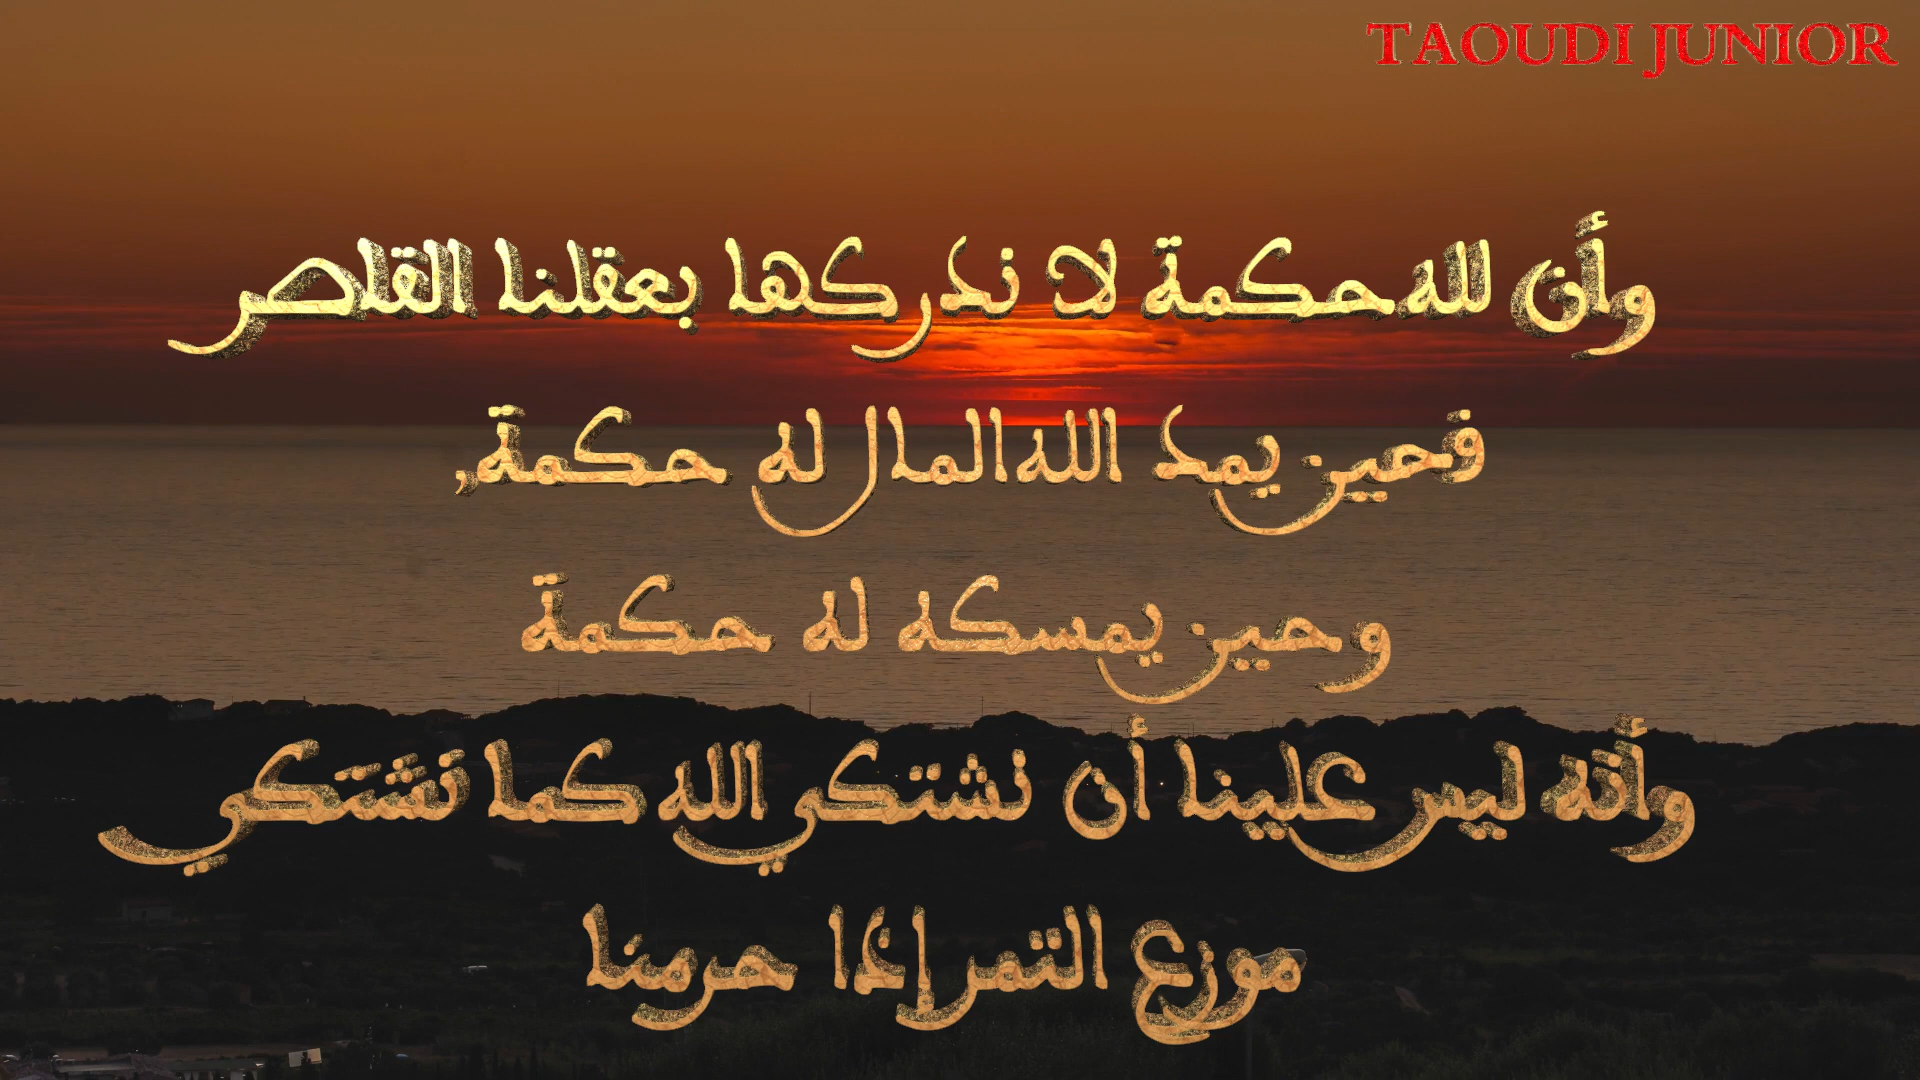 TAOUDI JUNIOR
وأن لله حكمة لا ندركها بعقلنا القاصر
فحين يمد الله المال له حكمة,
وحين يمسكه له حكمة
وأنه ليس علينا أن نشتكي الله كما نشتكي
موزع التمر إذا حرمنا